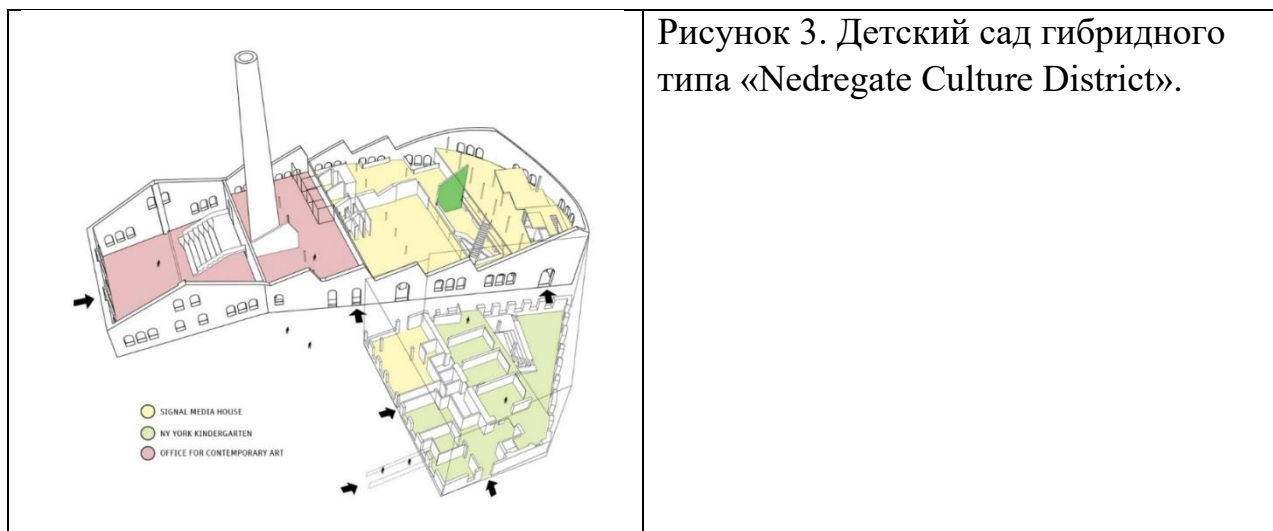 Рисунок 3. Детский сад гибридного
типа «Nedregate Culture District».
SIGNAL MEDIA HOUSE
NY YORK KINDERGARTEN
OFFICE FOR CONTEMPORARY ART